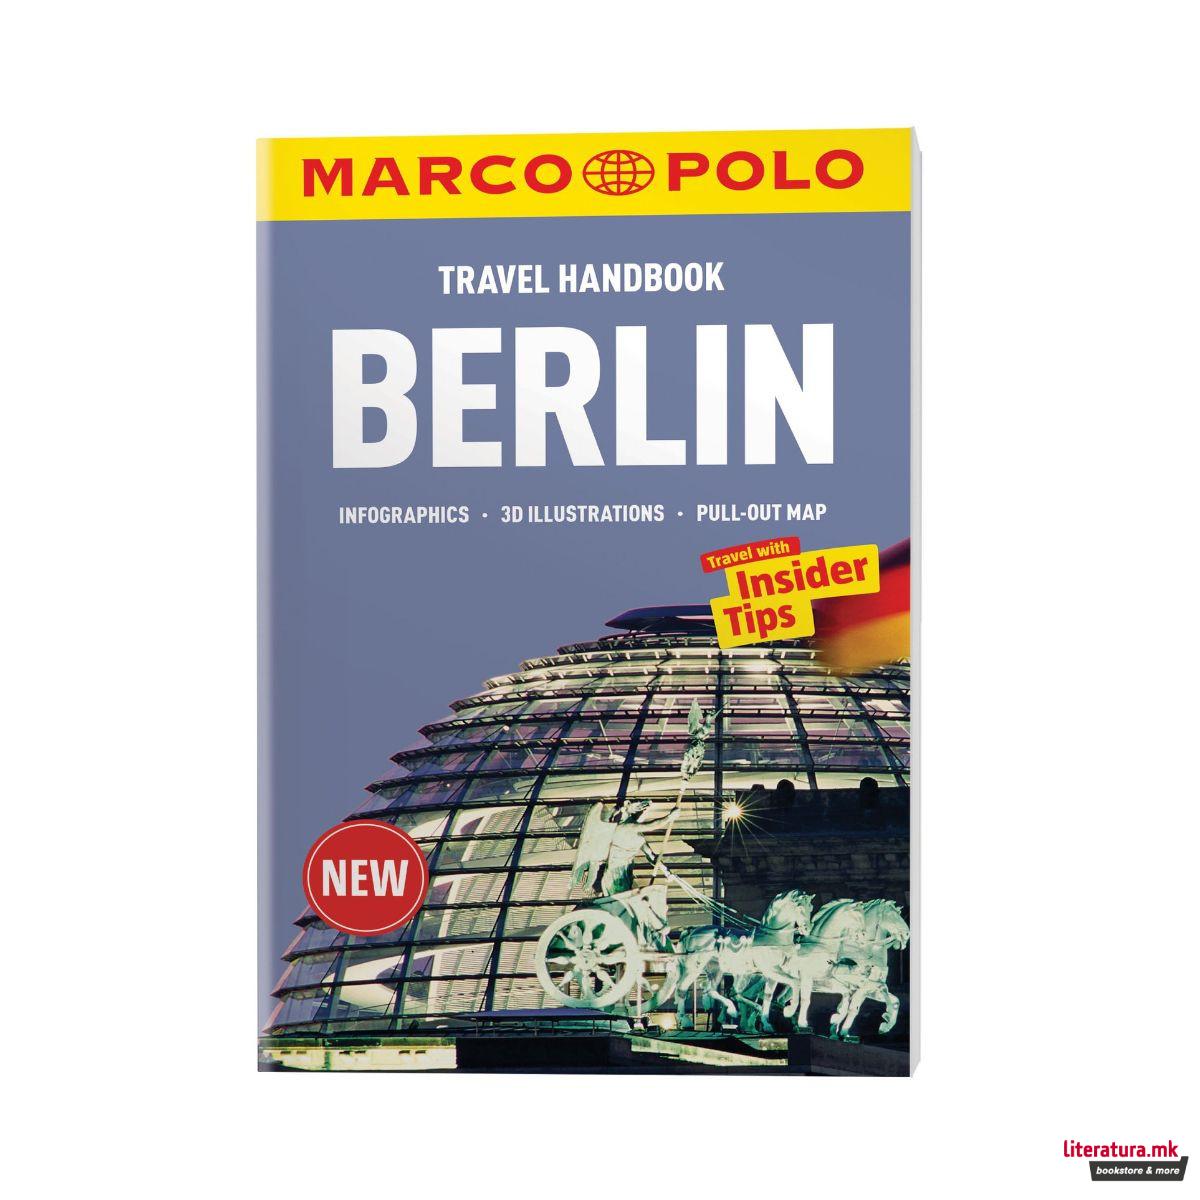 MARCO POLO
TRAVEL HANDBOOK
BERLIN
INFOGRAPHICS · 3D ILLUSTRATIONS · PULL-OUT MAP
Travel with
Insider
Tips
NEW
literatura.mk
bookstore & more